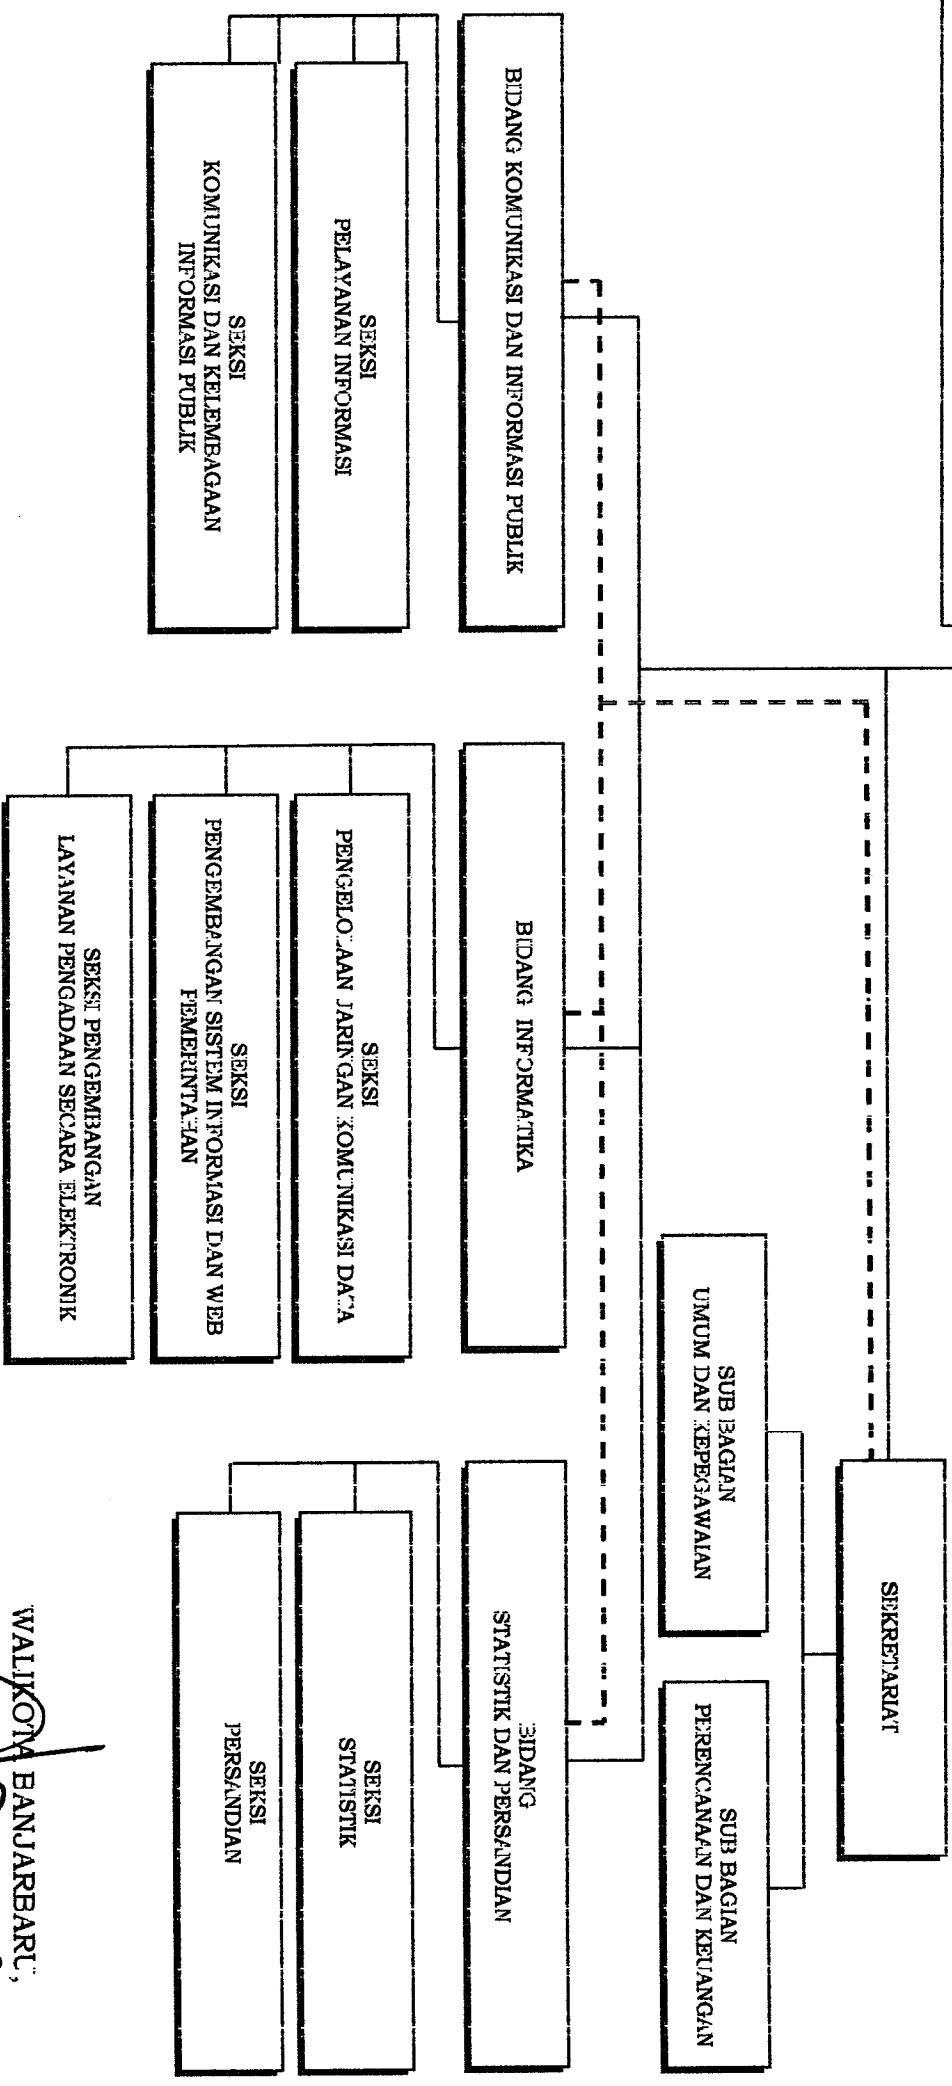 SEKRETARIAT
SUB BAGIAN
UMUM DAN KEPEGAWAIAN
SUB BAGIAN
PERENCANAAN DAN KEUANGAN
BIDANG KOMUNIKASI DAN INFORMASI PUBLIK
BIDANG INFORMATIKA
BIDANG
STATISTIK DAN PERSANDIAN
SEKSI
PELAYANAN INFORMASI
SEKSI
PENGELOLAAN JARINGAN KOMUNIKASI DATA
SEKSI
STATISTIK
SEKSI
KOMUNIKASI DAN KELEMBAGAAN
INFORMASI PUBLIK
SEKSI
PENGEMBANGAN SISTEM INFORMASI DAN WEB
PEMERINTAHAN
SEKSI
PERSANDIAN
SEKSI PENGEMBANGAN
LAYANAN PENGADAAN SECARA ELEKTRONIK
WALIKOTA BANJARBARU,